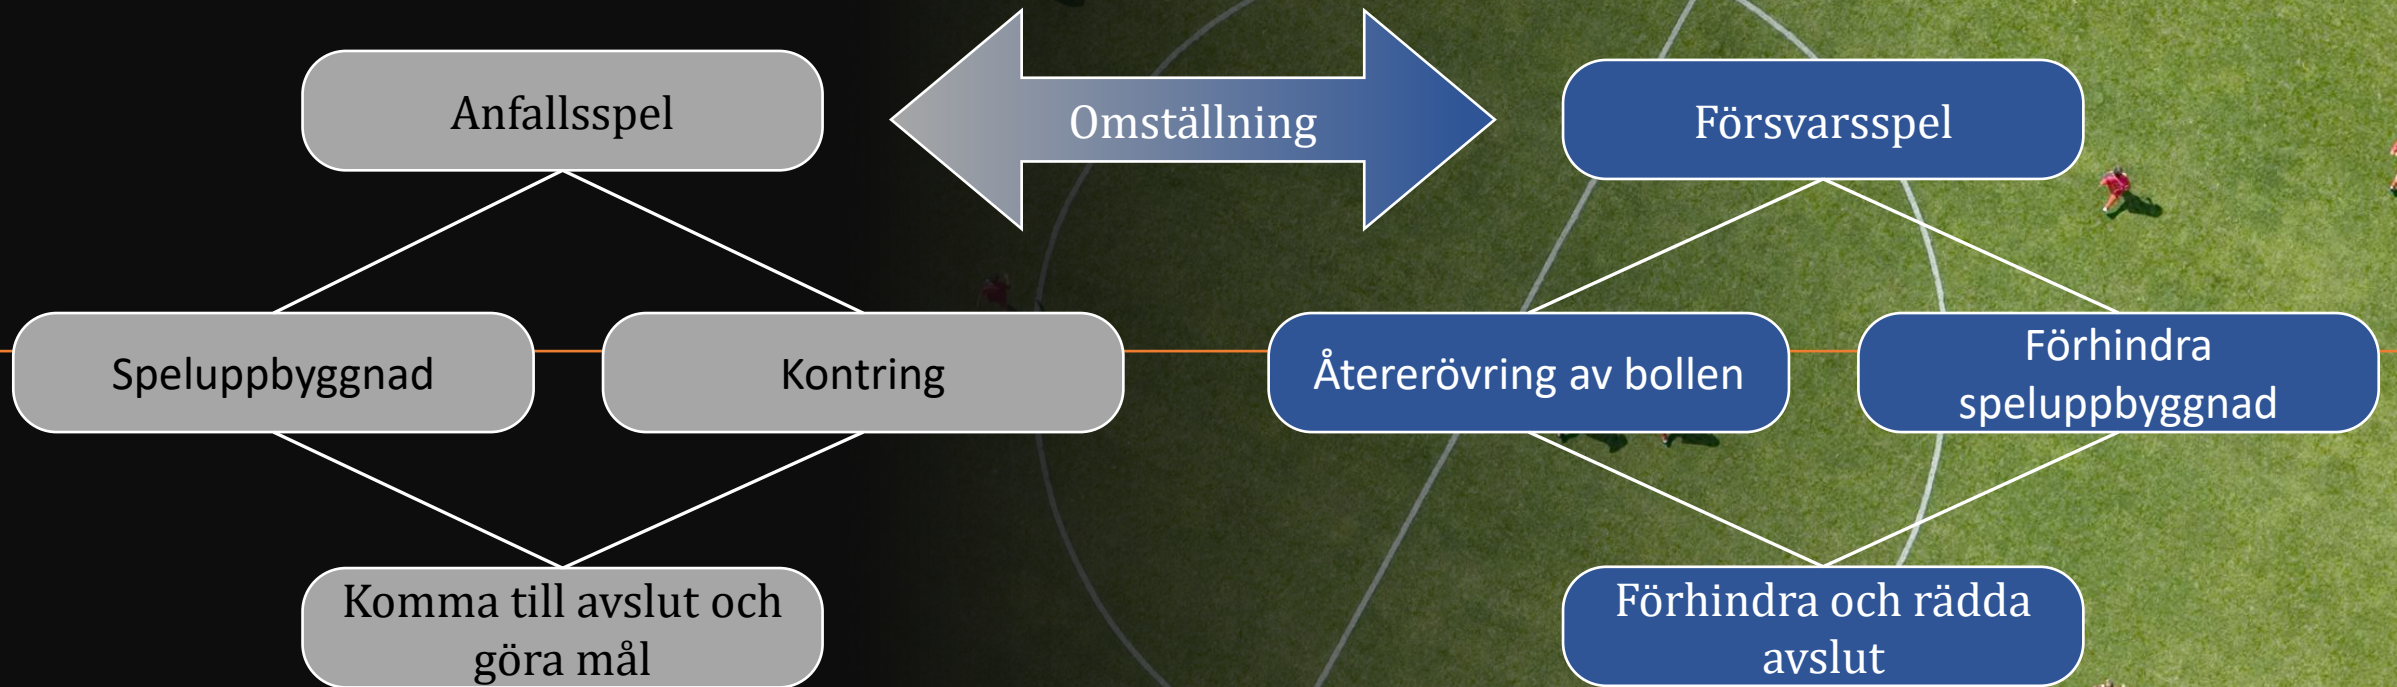 Anfallsspel
Omställning
Försvarsspel
Speluppbyggnad
Kontring
Återerövring av bollen
Förhindra
speluppbyggnad
Komma till avslut och
göra mål
Förhindra och rädda
avslut